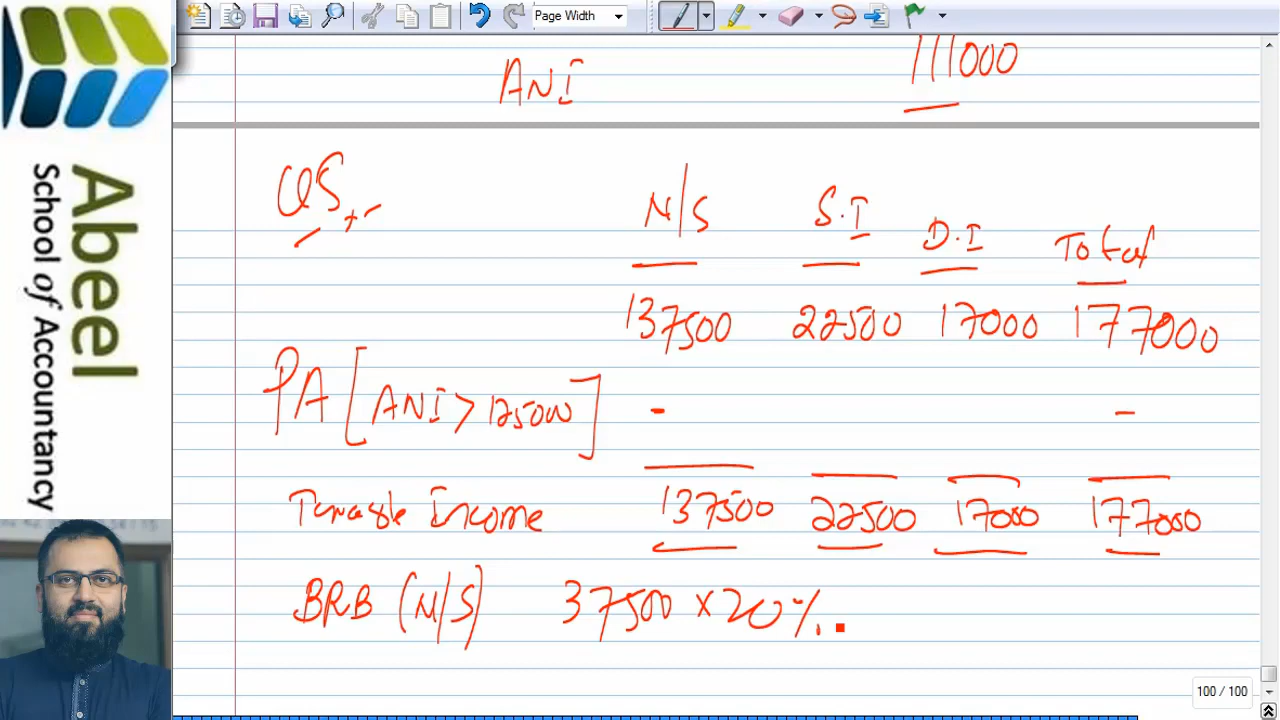 Page Width
Abeel
School of Accountancy
ANI 111000
N/S S.I D.I Total
137500 22500 17000 177000
PA [ANI > 125000] - -
Taxable Income 137500 22500 17000 177000
BRB (N/S) 37500 × 20%.
100 / 100